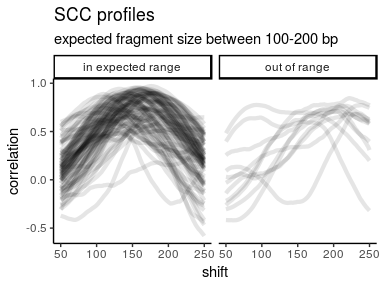 SCC profiles
expected fragment size between 100-200 bp
in expected range
out of range
1.0
0.5
0.0
-0.5
correlation
50 100 150 200 250
50 100 150 200 250
shift